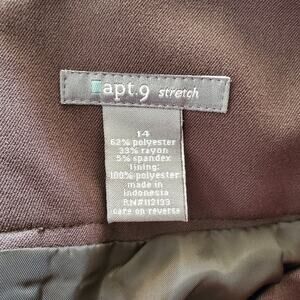 apt.9 stretch
14
62% polyester
33% rayon
5% spandex
lining:
100% polyester
made in
indonesia
RN#112133
care on reverse